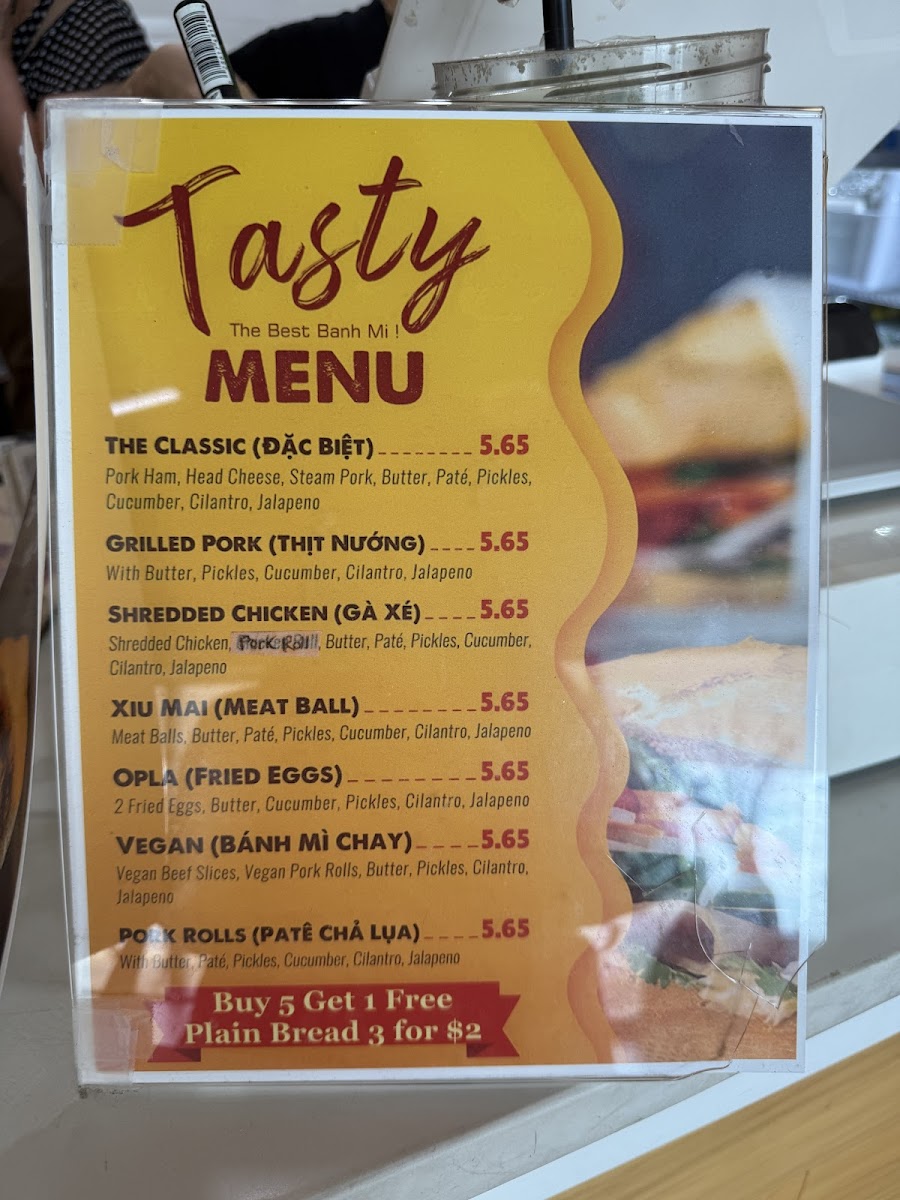 Tasty
The Best Banh Mi !
MENU
THE CLASSIC (ĐẶC BIỆT) 5.65
Pork Ham, Head Cheese, Steam Pork, Butter, Paté, Pickles,
Cucumber, Cilantro, Jalapeno
GRILLED PORK (THỊT NƯỚNG) 5.65
With Butter, Pickles, Cucumber, Cilantro, Jalapeno
SHREDDED CHICKEN (GÀ XÉ) 5.65
Shredded Chicken, Pork Roll, Butter, Paté, Pickles, Cucumber,
Cilantro, Jalapeno
XIU MAI (MEAT BALL) 5.65
Meat Balls, Butter, Paté, Pickles, Cucumber, Cilantro, Jalapeno
OPLA (FRIED EGGS) 5.65
2 Fried Eggs, Butter, Cucumber, Pickles, Cilantro, Jalapeno
VEGAN (BÁNH MÌ CHAY) 5.65
Vegan Beef Slices, Vegan Pork Rolls, Butter, Pickles, Cilantro,
Jalapeno
PORK ROLLS (PATÊ CHẢ LỤA) 5.65
With Butter, Paté, Pickles, Cucumber, Cilantro, Jalapeno
Buy 5 Get 1 Free
Plain Bread 3 for $2